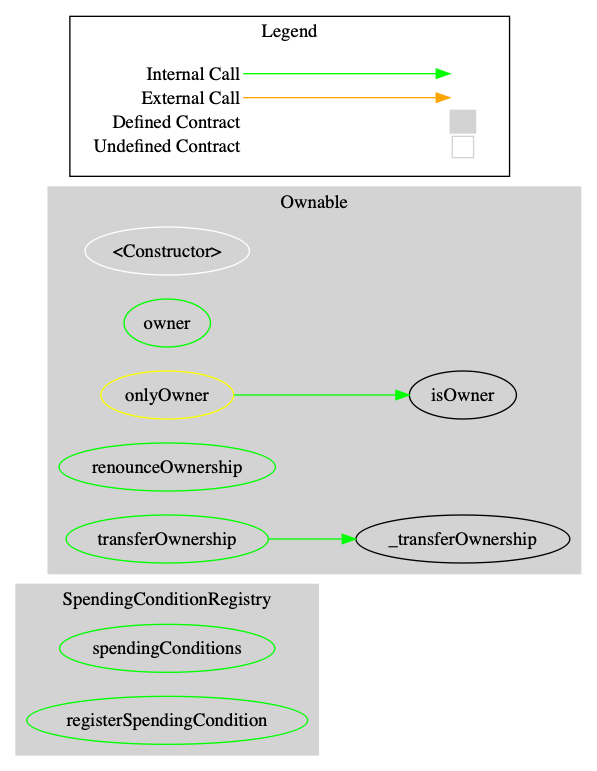 Legend
Internal Call
External Call
Defined Contract
Undefined Contract
Ownable
<Constructor>
owner
onlyOwner
isOwner
renounceOwnership
transferOwnership
_transferOwnership
SpendingConditionRegistry
spendingConditions
registerSpendingCondition